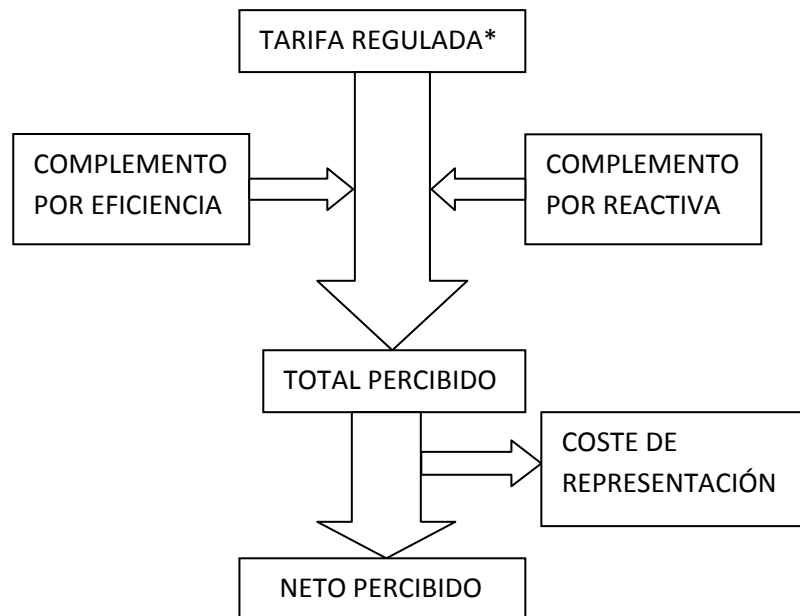 TARIFA REGULADA*
COMPLEMENTO
POR EFICIENCIA
COMPLEMENTO
POR REACTIVA
TOTAL PERCIBIDO
COSTE DE
REPRESENTACIÓN
NETO PERCIBIDO